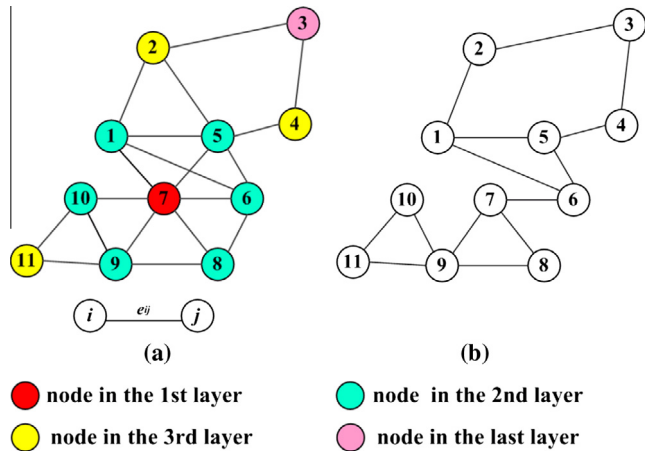 3
2
4
1
5
10
7
6
11
9
8
i
eij
j
(a)
3
2
4
1
5
10
7
6
11
9
8
(b)
node in the 1st layer
node in the 2nd layer
node in the 3rd layer
node in the last layer